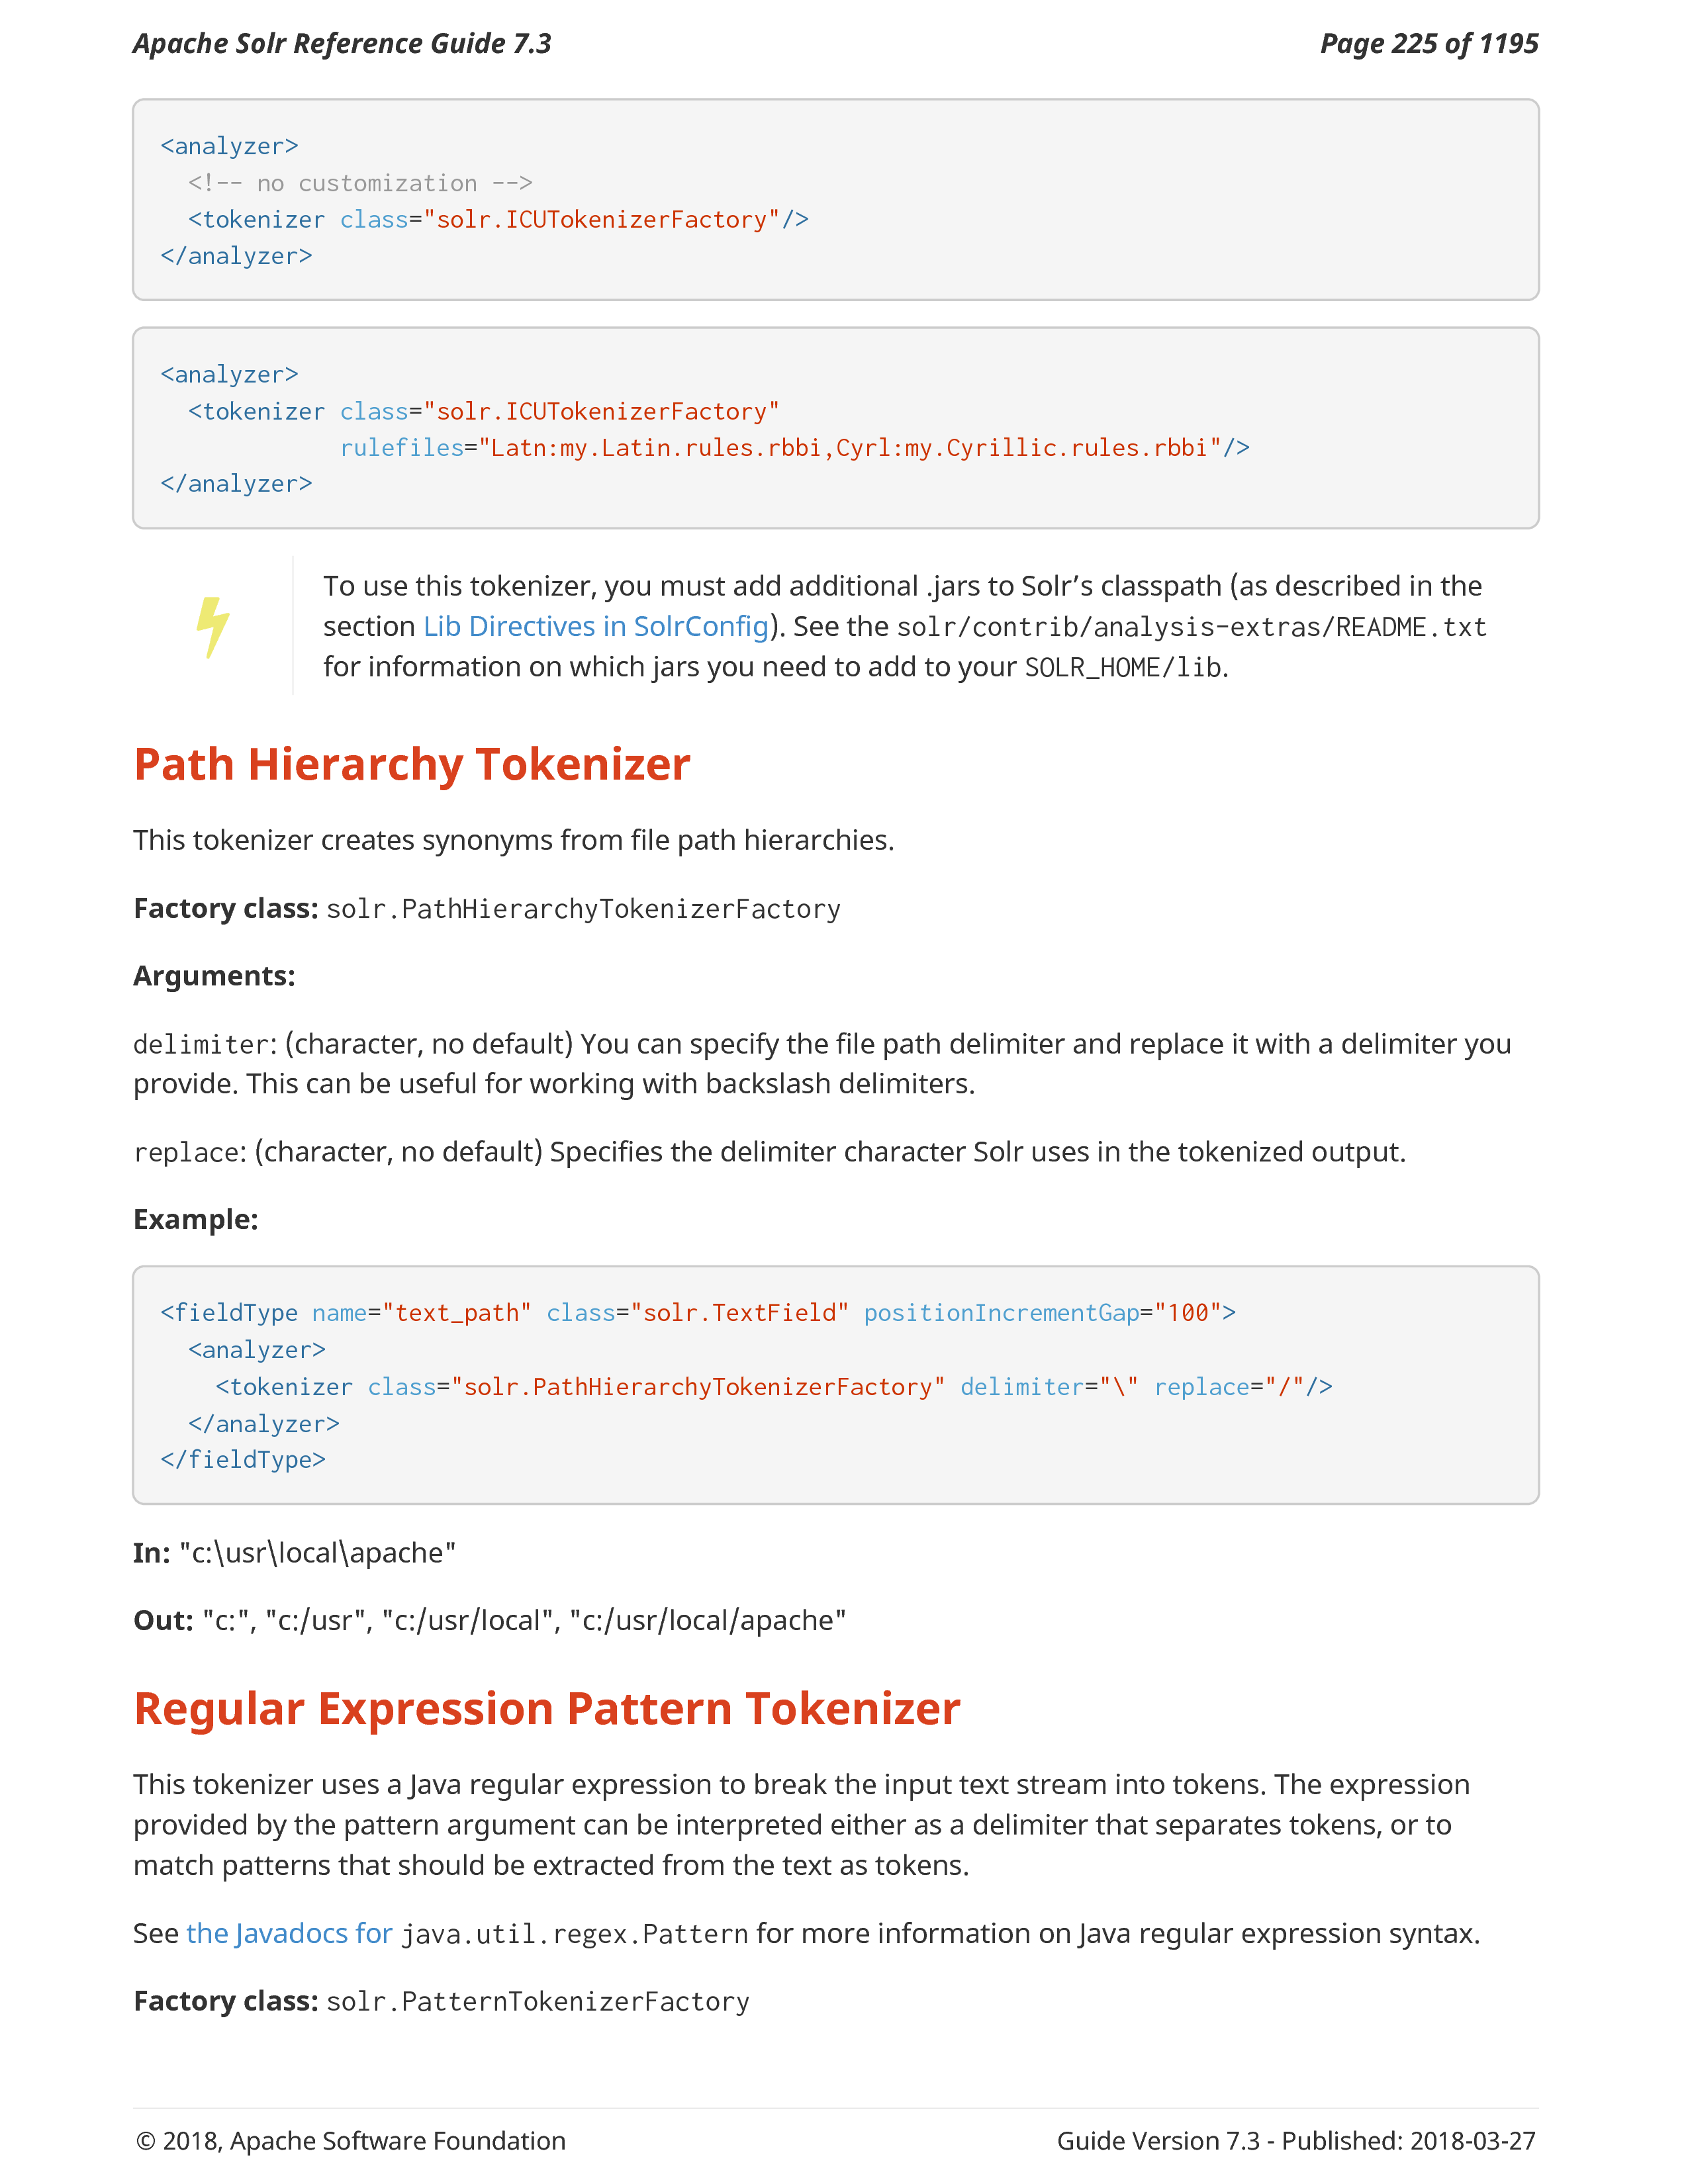 Apache Solr Reference Guide 7.3
Page 225 of 1195
<analyzer>
  <!-- no customization -->
  <tokenizer class="solr.ICUTokenizerFactory"/>
</analyzer>
<analyzer>
  <tokenizer class="solr.ICUTokenizerFactory"
             rulefiles="Latn:my.Latin.rules.rbbi,Cyrl:my.Cyrillic.rules.rbbi"/>
</analyzer>
To use this tokenizer, you must add additional .jars to Solr’s classpath (as described in the
section Lib Directives in SolrConfig). See the solr/contrib/analysis-extras/README.txt
for information on which jars you need to add to your SOLR_HOME/lib.
Path Hierarchy Tokenizer
This tokenizer creates synonyms from file path hierarchies.
Factory class: solr.PathHierarchyTokenizerFactory
Arguments:
delimiter: (character, no default) You can specify the file path delimiter and replace it with a delimiter you
provide. This can be useful for working with backslash delimiters.
replace: (character, no default) Specifies the delimiter character Solr uses in the tokenized output.
Example:
<fieldType name="text_path" class="solr.TextField" positionIncrementGap="100">
  <analyzer>
    <tokenizer class="solr.PathHierarchyTokenizerFactory" delimiter="\" replace="/"/>
  </analyzer>
</fieldType>
In: "c:\usr\local\apache"
Out: "c:", "c:/usr", "c:/usr/local", "c:/usr/local/apache"
Regular Expression Pattern Tokenizer
This tokenizer uses a Java regular expression to break the input text stream into tokens. The expression
provided by the pattern argument can be interpreted either as a delimiter that separates tokens, or to
match patterns that should be extracted from the text as tokens.
See the Javadocs for java.util.regex.Pattern for more information on Java regular expression syntax.
Factory class: solr.PatternTokenizerFactory
© 2018, Apache Software Foundation
Guide Version 7.3 - Published: 2018-03-27